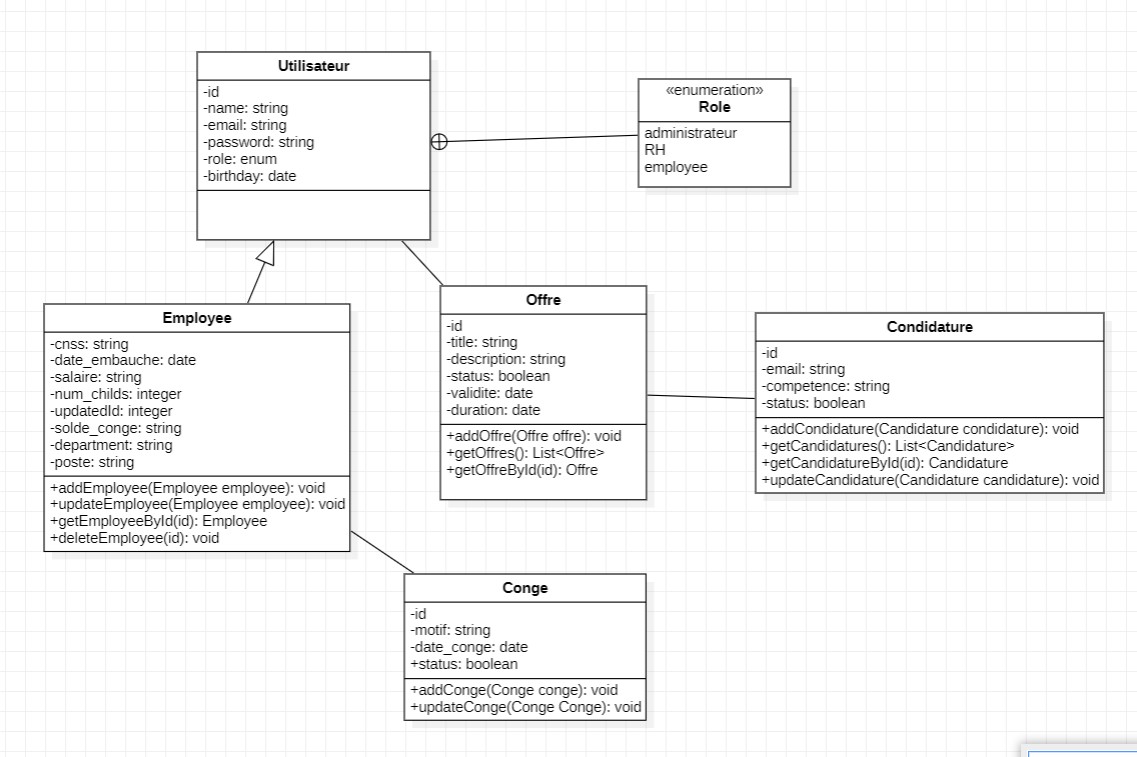 Utilisateur
-id
-name: string
-email: string
-password: string
-role: enum
-birthday: date
«enumeration»
Role
administrateur
RH
employee
Employee
-cnss: string
-date_embauche: date
-salaire: string
-num_childs: integer
-updatedId: integer
-solde_conge: string
-department: string
-poste: string
+addEmployee(Employee employee): void
+updateEmployee(Employee employee): void
+getEmployeeById(id): Employee
+deleteEmployee(id): void
Offre
-id
-title: string
-description: string
-status: boolean
-validite: date
-duration: date
+addOffre(Offre offre): void
+getOffres(): List<Offre>
+getOffreById(id): Offre
Condidature
-id
-email: string
-competence: string
-status: boolean
+addCondidature(Candidature condidature): void
+getCandidatures(): List<Candidature>
+getCandidatureById(id): Candidature
+updateCandidature(Candidature candidature): void
Conge
-id
-motif: string
-date_conge: date
+status: boolean
+addConge(Conge conge): void
+updateConge(Conge Conge): void